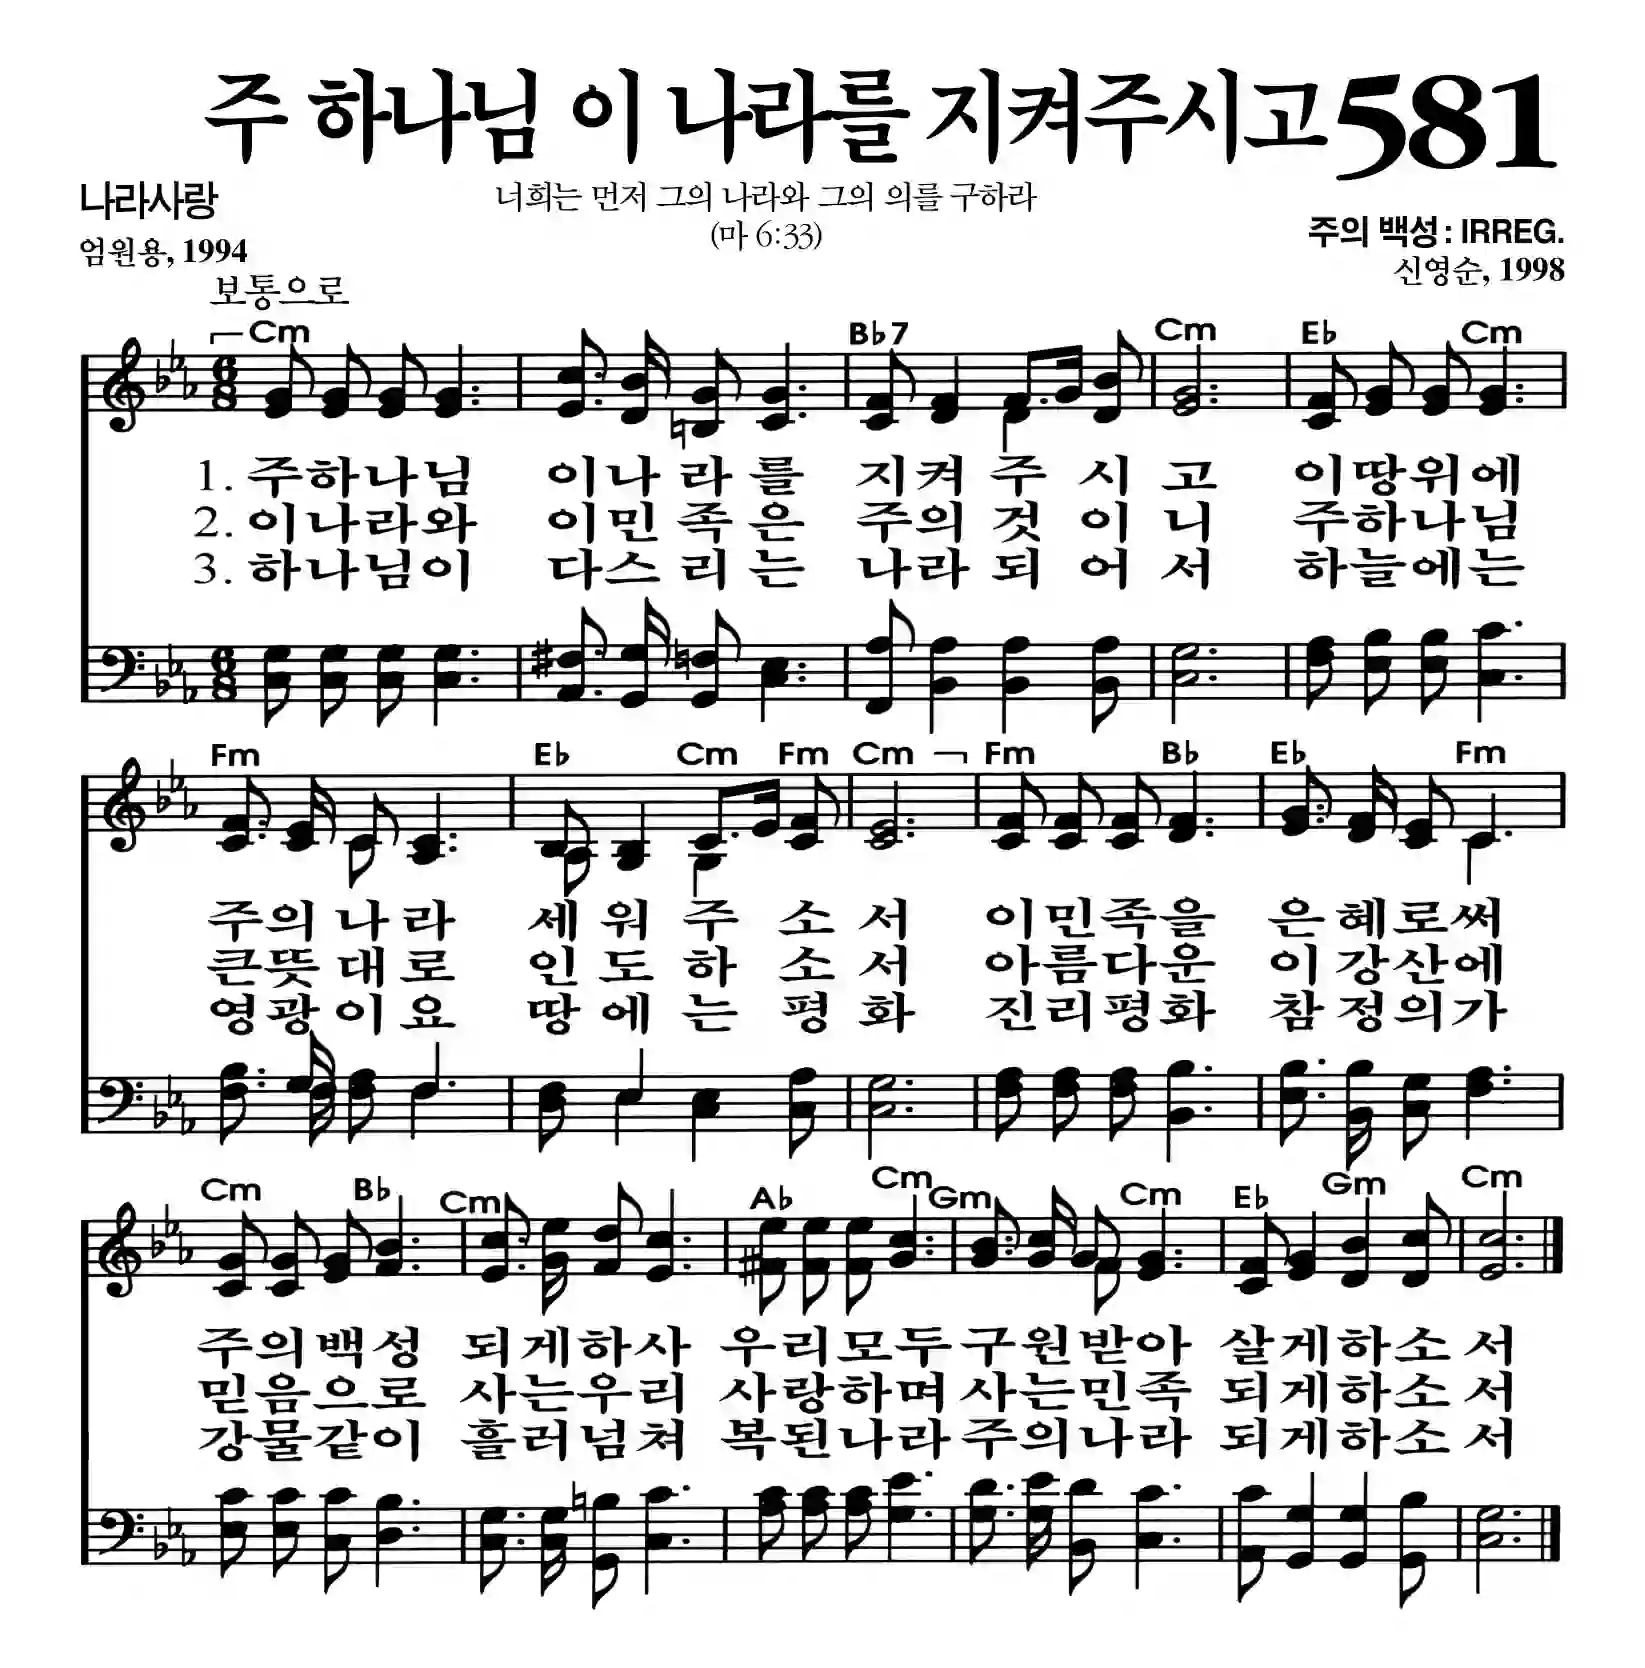 주 하나님 이 나라를 지켜주시고 581
나라사랑
너희는 먼저 그의 나라와 그의 의를 구하라
(마 6:33)
주의 백성 : IRREG.
엄원용, 1994
신영순, 1998
보통으로
Cm B♭7 Cm E♭ Cm
1. 주하나님 이나라를 지켜주시고 이땅위에
2. 이나라와 이민족은 주의것이니 주하나님
3. 하나님이 다스리는 나라되어서 하늘에는
Fm E♭ Cm Fm Cm Fm B♭ E♭ Fm
주의나라 세워주소서 이민족을 은혜로써
큰뜻대로 인도하소서 아름다운 이강산에
영광이요 땅에는평화 진리평화 참정의가
Cm B♭ Cm A♭ Cm Gm Cm E♭ Gm Cm
주의백성 되게하사 우리모두 구원받아 살게하소서
믿음으로 사는우리 사랑하며 사는민족 되게하소서
강물같이 흘러넘쳐 복된나라 주의나라 되게하소서